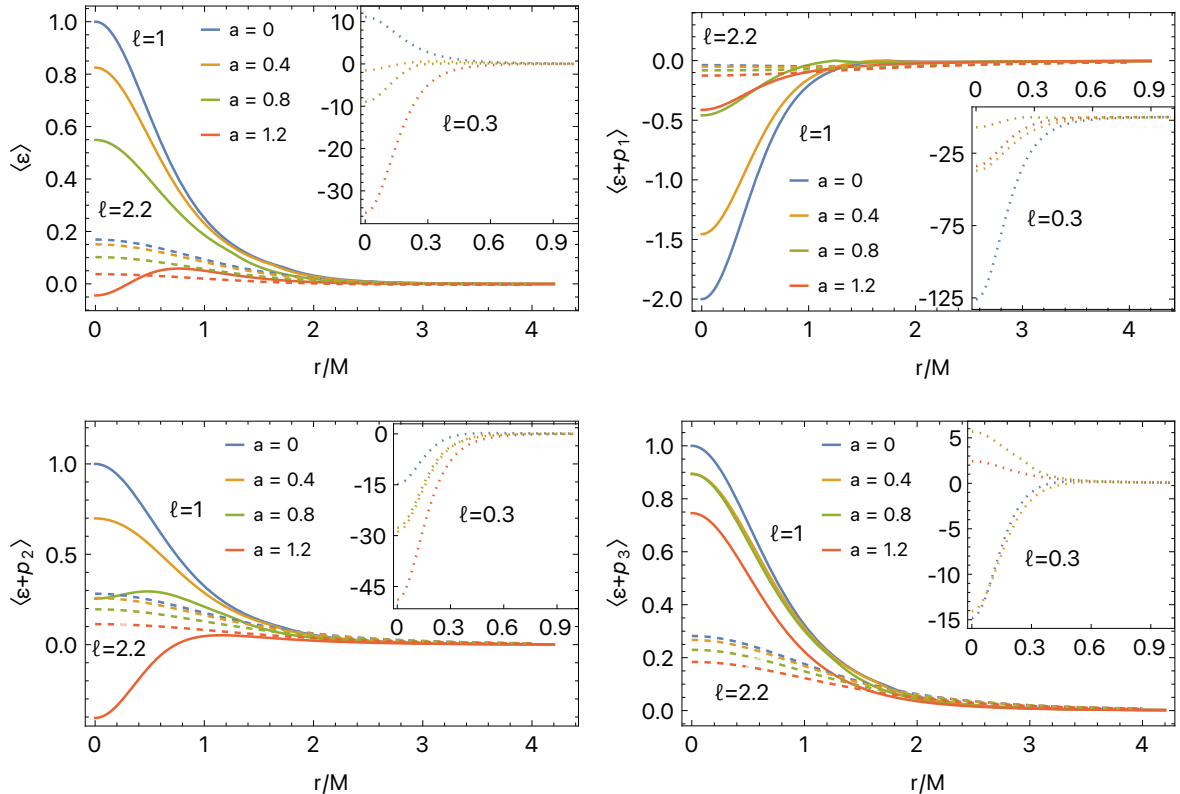 ℓ=1
a = 0
a = 0.4
a = 0.8
a = 1.2
ℓ=2.2
ℓ=0.3
10
0
-10
-20
-30
0 0.3 0.6 0.9
1.0
0.8
0.6
0.4
0.2
0.0
⟨ε⟩
0 1 2 3 4
r/M
ℓ=2.2
ℓ=1
a = 0
a = 0.4
a = 0.8
a = 1.2
0 0.3 0.6 0.9
-25
-75
-125
ℓ=0.3
0.0
-0.5
-1.0
-1.5
-2.0
⟨ε+p₁⟩
0 1 2 3 4
r/M
a = 0
a = 0.4
a = 0.8
a = 1.2
ℓ=1
ℓ=2.2
0
-15
-30
-45
ℓ=0.3
0 0.3 0.6 0.9
1.0
0.5
0.0
⟨ε+p₂⟩
0 1 2 3 4
r/M
a = 0
a = 0.4
a = 0.8
a = 1.2
ℓ=1
ℓ=2.2
5
0
-5
-10
-15
ℓ=0.3
0 0.3 0.6 0.9
1.0
0.8
0.6
0.4
0.2
0.0
⟨ε+p₃⟩
0 1 2 3 4
r/M